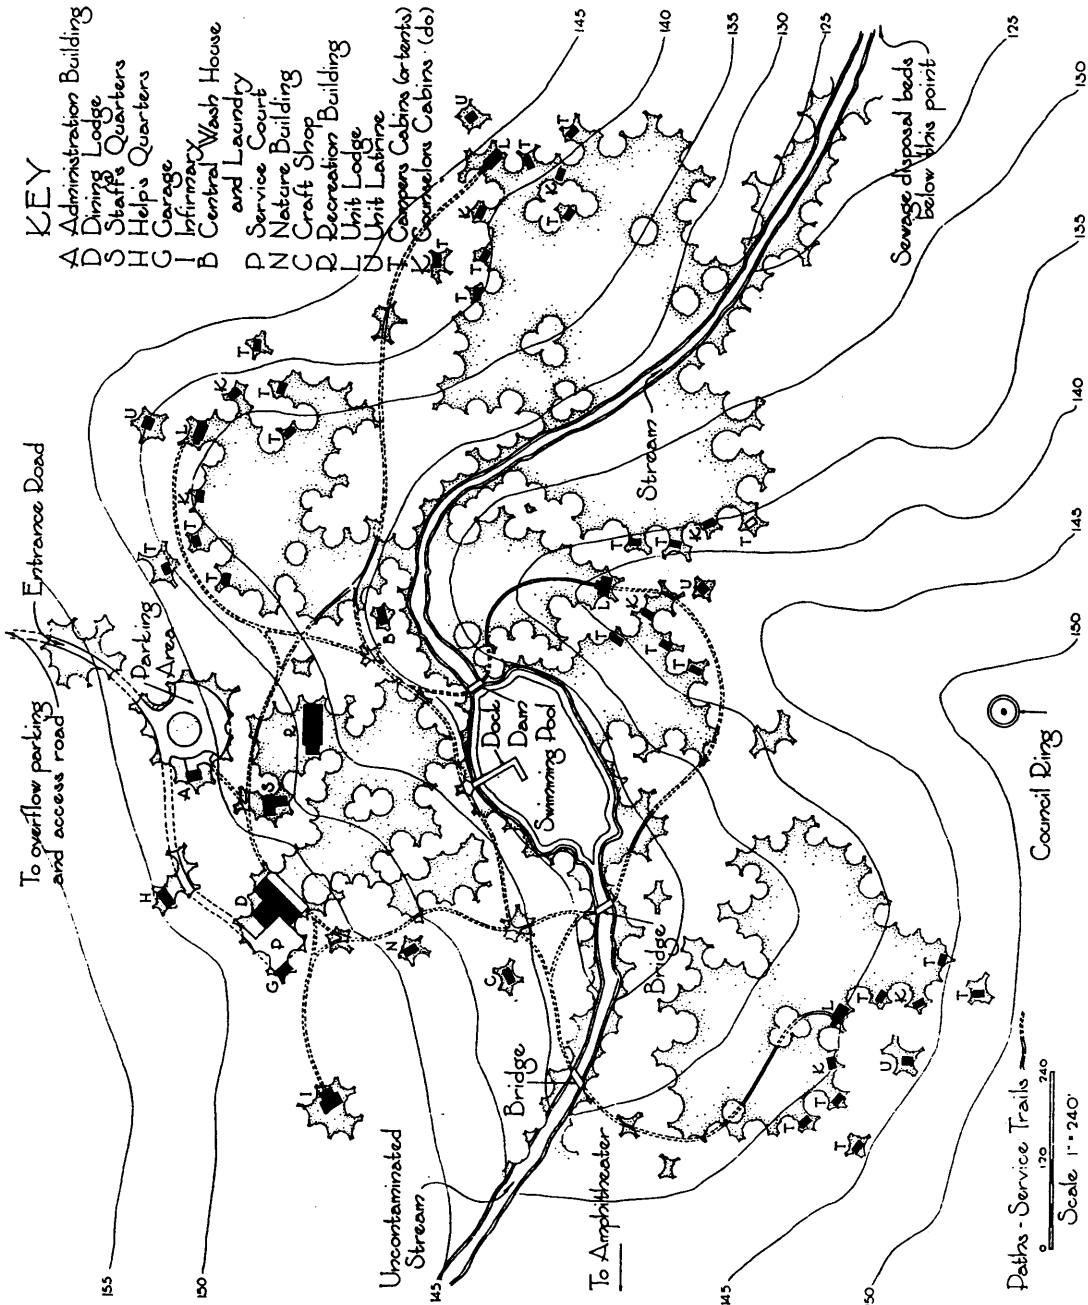 KEY
A Administration Building
D Dining Lodge
S Staff's Quarters
H Help's Quarters
G Garage
I Infirmary
B Central Wash House
and Laundry
P Service Court
N Nature Building
C Craft Shop
R Recreation Building
L Unit Lodge
U Unit Latrine
T Campers Cabins (or tents)
K Counselors Cabins (do)
To overflow parking
and access road
Entrance Road
Parking
Area
Dock
Dam
Swimming Pool
Stream
Sewage disposal beds
below this point
Bridge
Bridge
Uncontaminated
Stream
To Amphitheater
Council Ring
Paths - Service Trails
0 120 240
Scale 1" = 240'
155
150
145
145
150
145
140
135
130
125
125
130
135
140
145
150
A
H
D
P
G
S
R
I
N
C
B
U
L
K
T
T
K
T
T
T
T
U
L
T
K
T
T
K
T
T
T
T
T
K
T
L
U
K
T
T
T
L
T
K
T
T
K
U
T
T
T